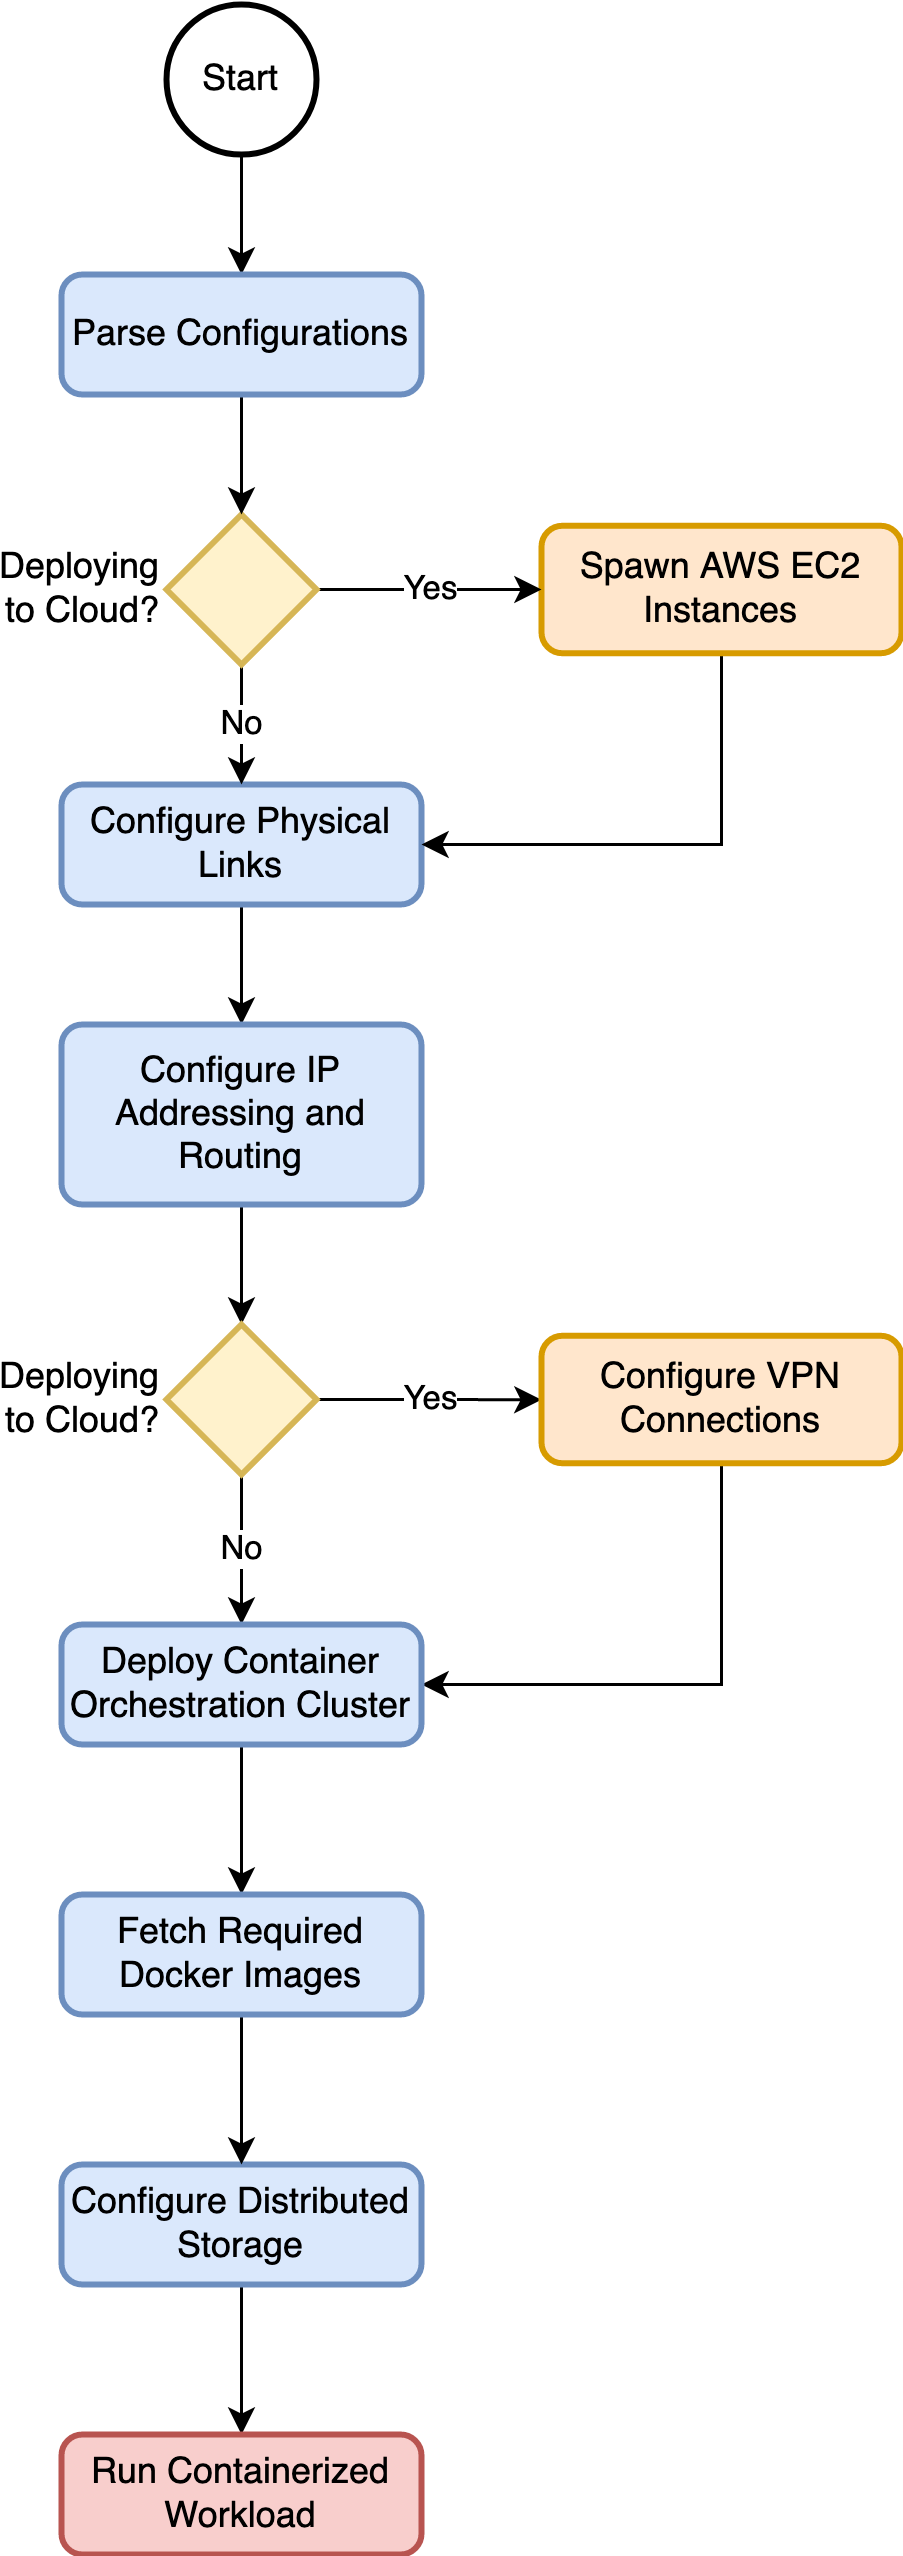 Start
Parse Configurations
Deploying
to Cloud?
Yes
Spawn AWS EC2
Instances
No
Configure Physical
Links
Configure IP
Addressing and
Routing
Deploying
to Cloud?
Yes
Configure VPN
Connections
No
Deploy Container
Orchestration Cluster
Fetch Required
Docker Images
Configure Distributed
Storage
Run Containerized
Workload